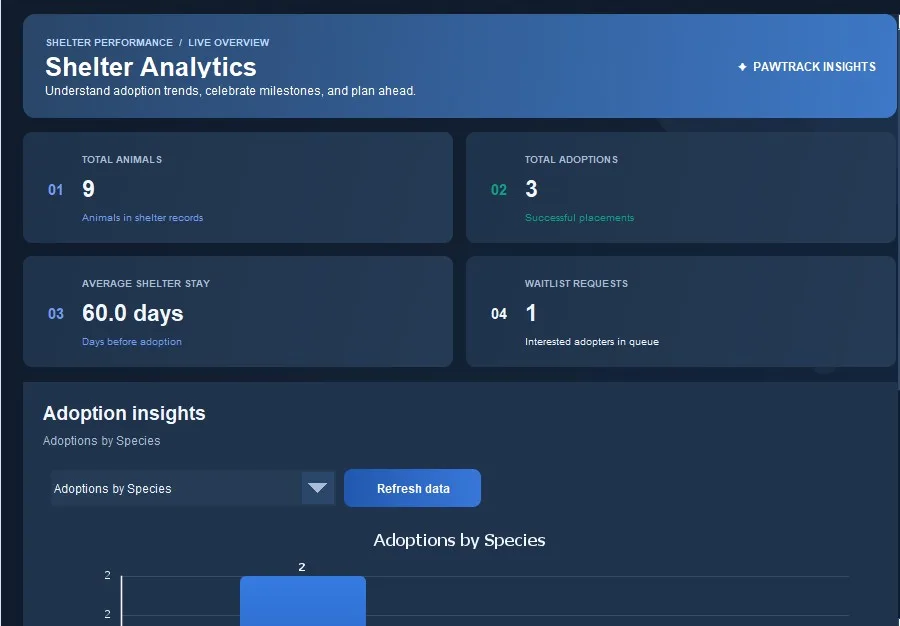 SHELTER PERFORMANCE / LIVE OVERVIEW
Shelter Analytics
Understand adoption trends, celebrate milestones, and plan ahead.
✦ PAWTRACK INSIGHTS
TOTAL ANIMALS
01
9
Animals in shelter records
TOTAL ADOPTIONS
02
3
Successful placements
AVERAGE SHELTER STAY
03
60.0 days
Days before adoption
WAITLIST REQUESTS
04
1
Interested adopters in queue
Adoption insights
Adoptions by Species
Adoptions by Species
Refresh data
Adoptions by Species
2
2
2